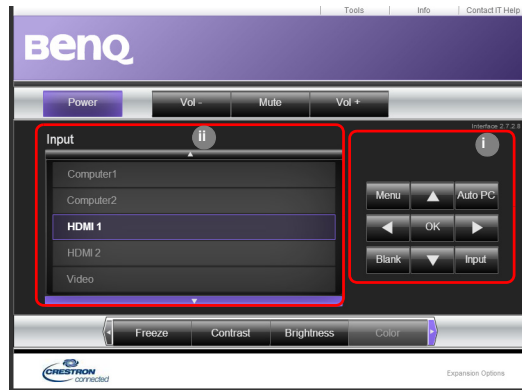 Tools Info Contact IT Help
BenQ
Power Vol - Mute Vol +
Interface 2.7.2.8
Input ii i
Computer1
Computer2
HDMI 1
HDMI 2
Video
Menu Auto PC
OK
Blank Input
Freeze Contrast Brightness Color
CRESTRON
connected
Expansion Options